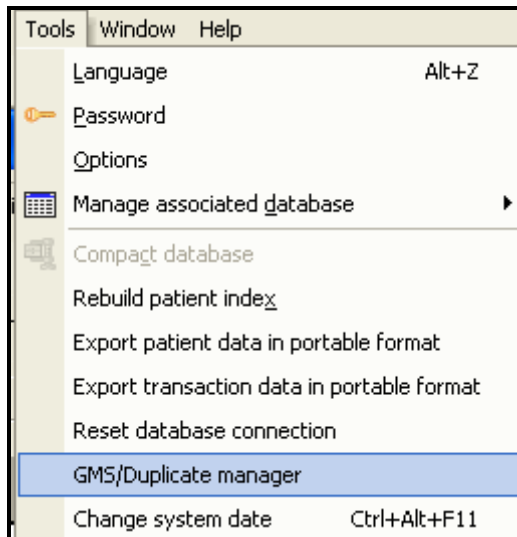 Tools Window Help
Language Alt+Z
Password
Options
Manage associated database
Compact database
Rebuild patient index
Export patient data in portable format
Export transaction data in portable format
Reset database connection
GMS/Duplicate manager
Change system date Ctrl+Alt+F11